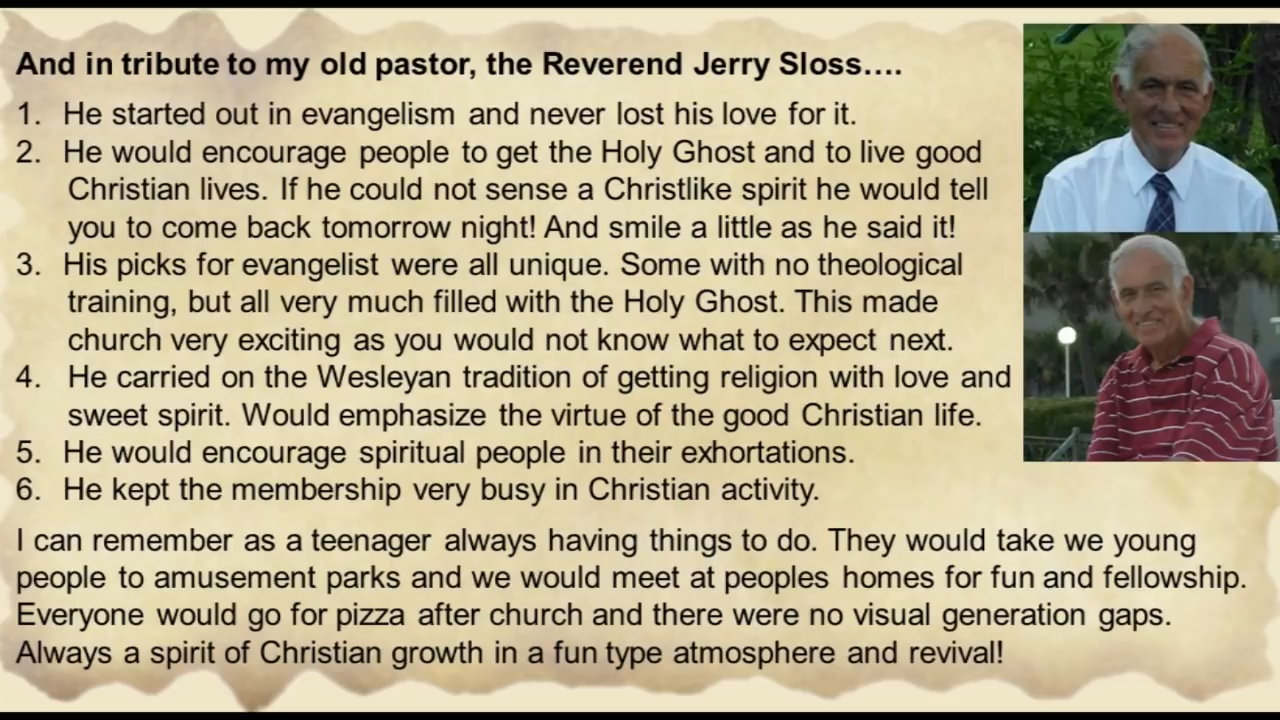 And in tribute to my old pastor, the Reverend Jerry Sloss....
1. He started out in evangelism and never lost his love for it.
2. He would encourage people to get the Holy Ghost and to live good
Christian lives. If he could not sense a Christlike spirit he would tell
you to come back tomorrow night! And smile a little as he said it!
3. His picks for evangelist were all unique. Some with no theological
training, but all very much filled with the Holy Ghost. This made
church very exciting as you would not know what to expect next.
4. He carried on the Wesleyan tradition of getting religion with love and
sweet spirit. Would emphasize the virtue of the good Christian life.
5. He would encourage spiritual people in their exhortations.
6. He kept the membership very busy in Christian activity.
I can remember as a teenager always having things to do. They would take we young
people to amusement parks and we would meet at peoples homes for fun and fellowship.
Everyone would go for pizza after church and there were no visual generation gaps.
Always a spirit of Christian growth in a fun type atmosphere and revival!